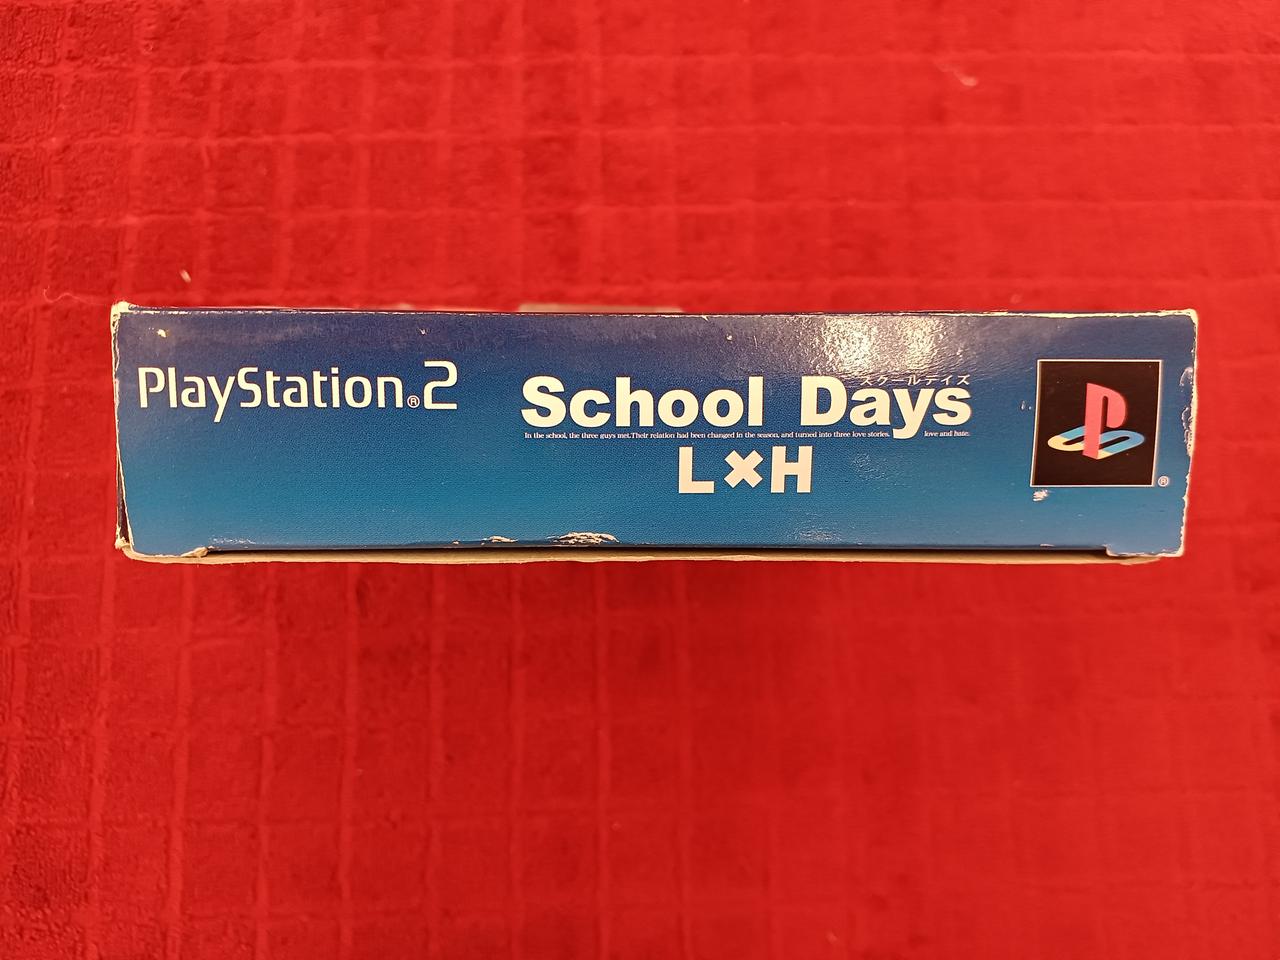 PlayStation®2
School Days
スクールデイズ
In the school, the three guys met.Their relation had been changed in the season, and turned into three love stories. love and hate.
L×H
®